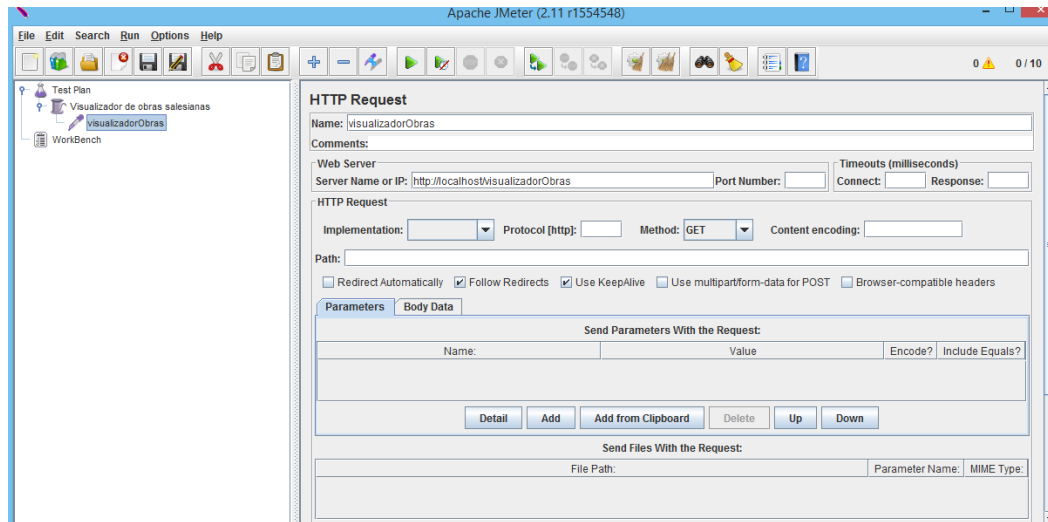 Apache JMeter (2.11 r1554548)
File Edit Search Run Options Help
0 0 / 10
Test Plan
Visualizador de obras salesianas
visualizadorObras
WorkBench
HTTP Request
Name: visualizadorObras
Comments:
Web Server
Timeouts (milliseconds)
Server Name or IP: http://localhost/visualizadorObras Port Number: Connect: Response:
HTTP Request
Implementation: Protocol [http]: Method: GET Content encoding:
Path:
Redirect Automatically Follow Redirects Use KeepAlive Use multipart/form-data for POST Browser-compatible headers
Parameters Body Data
Send Parameters With the Request:
Name: Value Encode? Include Equals?
Detail Add Add from Clipboard Delete Up Down
Send Files With the Request:
File Path: Parameter Name: MIME Type: